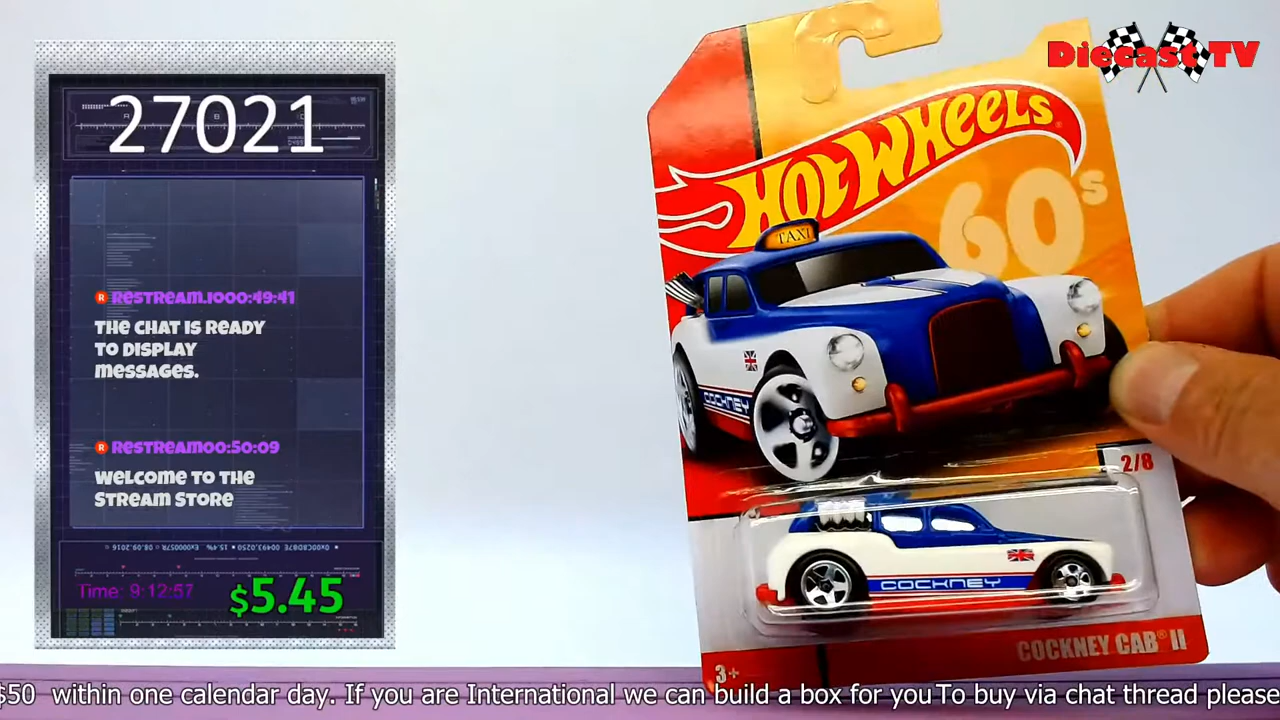 Diecast TV
27021
Restream.io00:49:41
The chat is ready
to display
messages.
Restream00:50:09
Welcome to the
Stream Store
Time: 9:12:57
$5.45
HOT WHEELS
60s
TAXI
COCKNEY
2/8
COCKNEY
COCKNEY CAB® II
3+
$50 within one calendar day. If you are International we can build a box for youTo buy via chat thread please